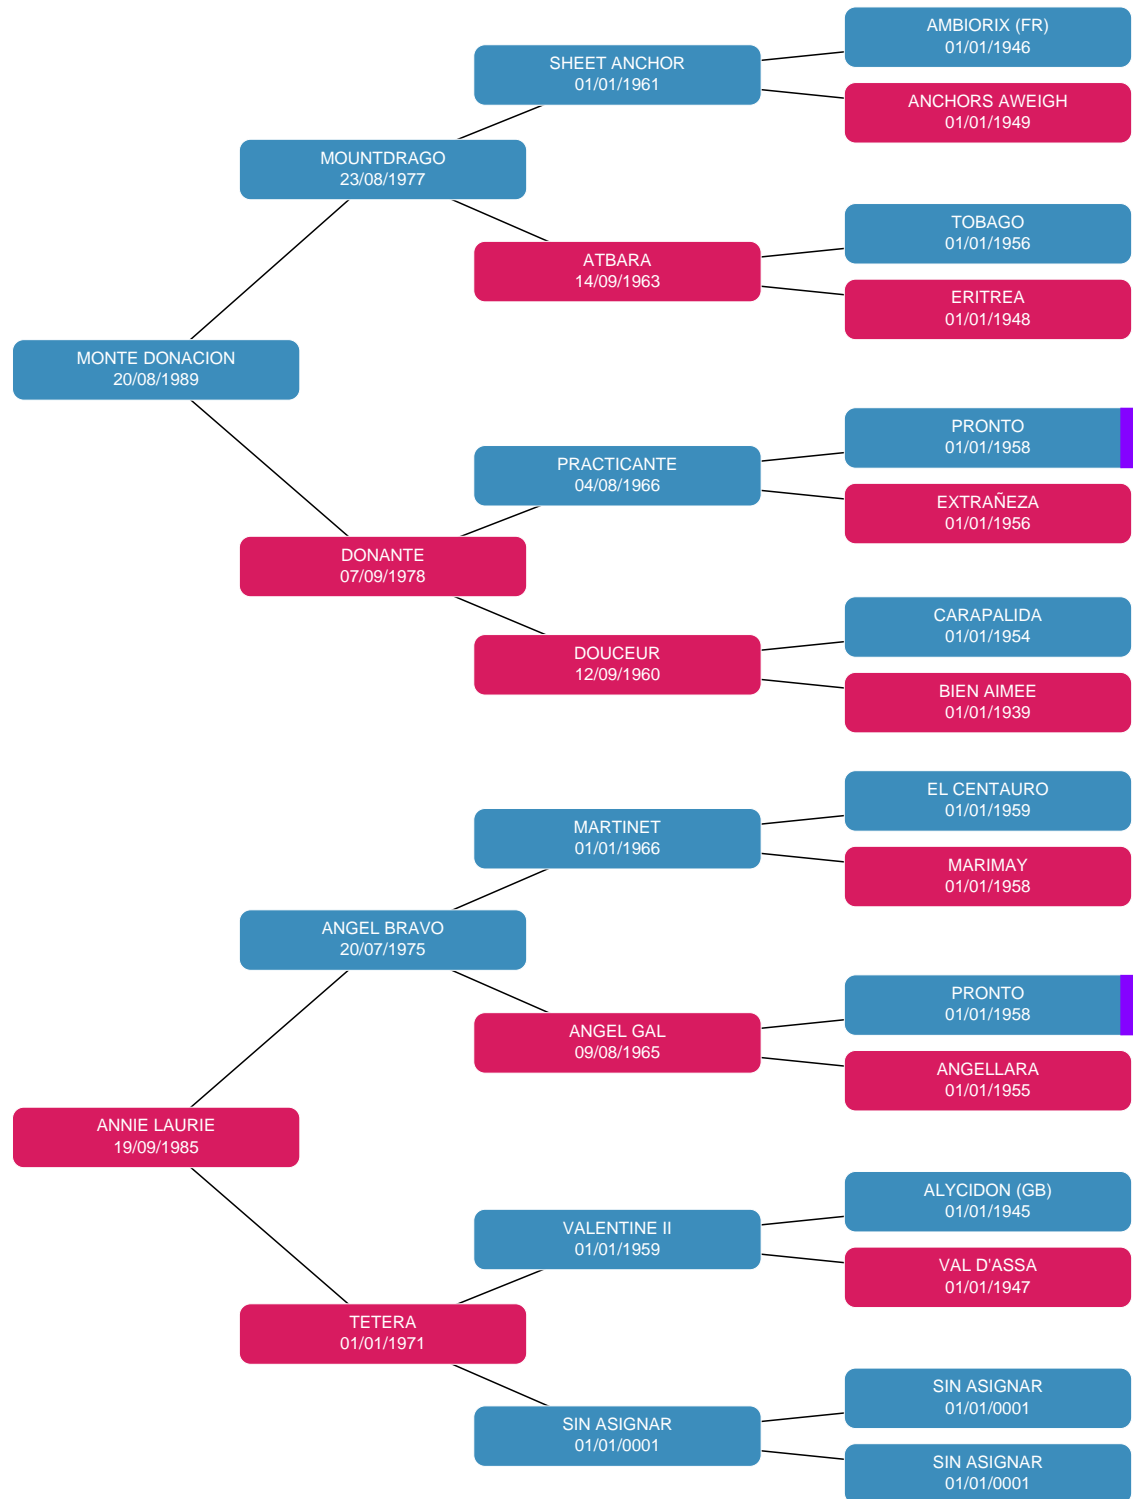 AMBIORIX (FR)
01/01/1946
SHEET ANCHOR
01/01/1961
ANCHORS AWEIGH
01/01/1949
MOUNTDRAGO
23/08/1977
TOBAGO
01/01/1956
ATBARA
14/09/1963
ERITREA
01/01/1948
MONTE DONACION
20/08/1989
PRONTO
01/01/1958
PRACTICANTE
04/08/1966
EXTRAÑEZA
01/01/1956
DONANTE
07/09/1978
CARAPALIDA
01/01/1954
DOUCEUR
12/09/1960
BIEN AIMEE
01/01/1939
EL CENTAURO
01/01/1959
MARTINET
01/01/1966
MARIMAY
01/01/1958
ANGEL BRAVO
20/07/1975
PRONTO
01/01/1958
ANGEL GAL
09/08/1965
ANGELLARA
01/01/1955
ANNIE LAURIE
19/09/1985
ALYCIDON (GB)
01/01/1945
VALENTINE II
01/01/1959
VAL D'ASSA
01/01/1947
TETERA
01/01/1971
SIN ASIGNAR
01/01/0001
SIN ASIGNAR
01/01/0001
SIN ASIGNAR
01/01/0001